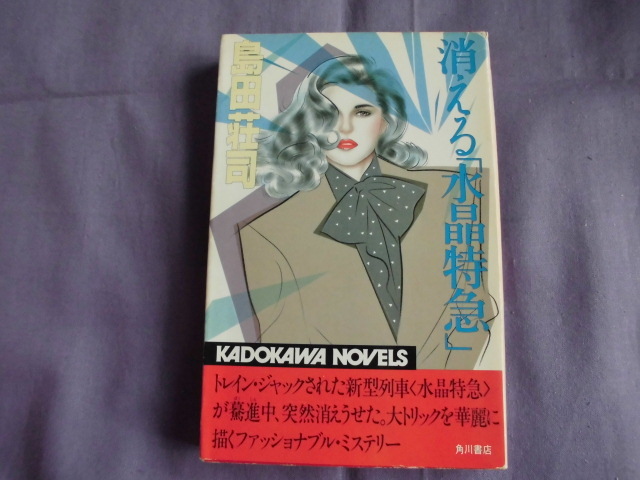 消える「水晶特急」
島田荘司
KADOKAWA NOVELS
トレイン・ジャックされた新型列車〈水晶特急〉
が驀進中、突然消えうせた。大トリックを華麗に
描くファッショナブル・ミステリー
角川書店